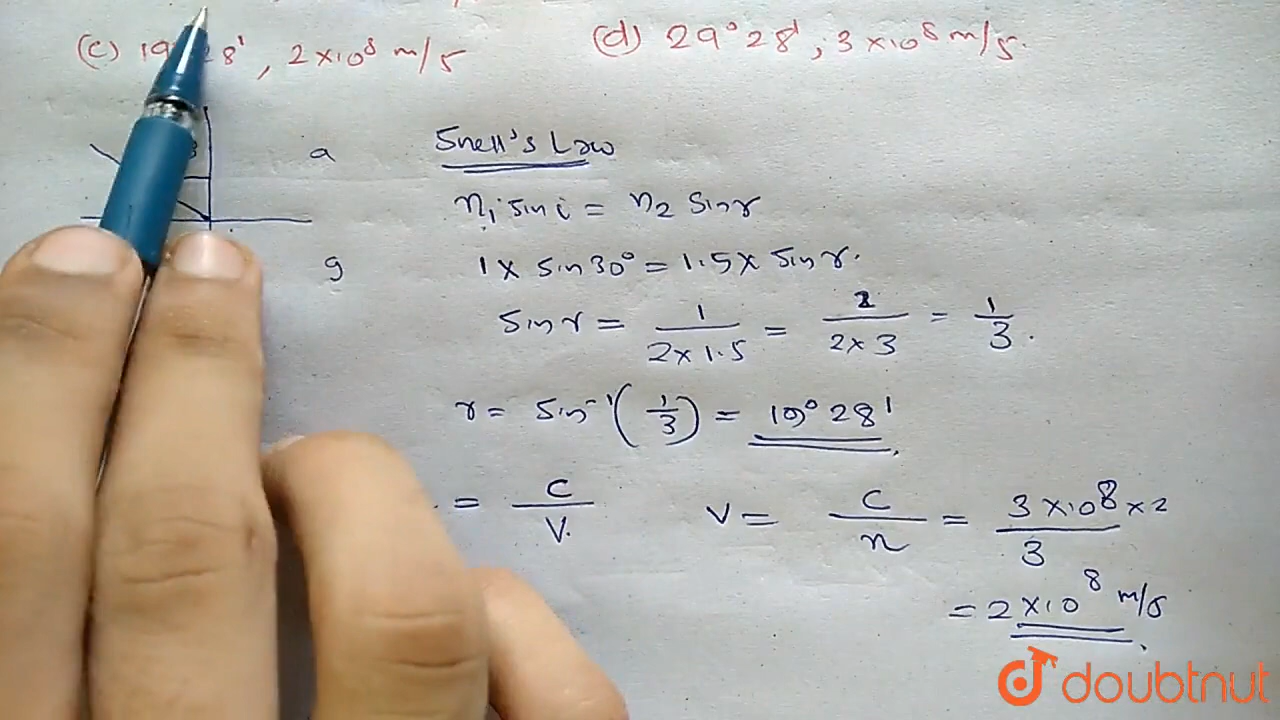 (c) 19° 28', 2×10⁸ m/s
(d) 29° 28', 3×10⁸ m/s.
a
g
Snell's Law
n₁ sin i = n₂ sin r
1 × sin 30° = 1.5 × sin r.
sin r = 1/(2×1.5) = 2/(2×3) = 1/3.
r = sin⁻¹(1/3) = 19° 28'
= c/v. v = c/n = 3×10⁸×2/3
= 2×10⁸ m/s
doubtnut